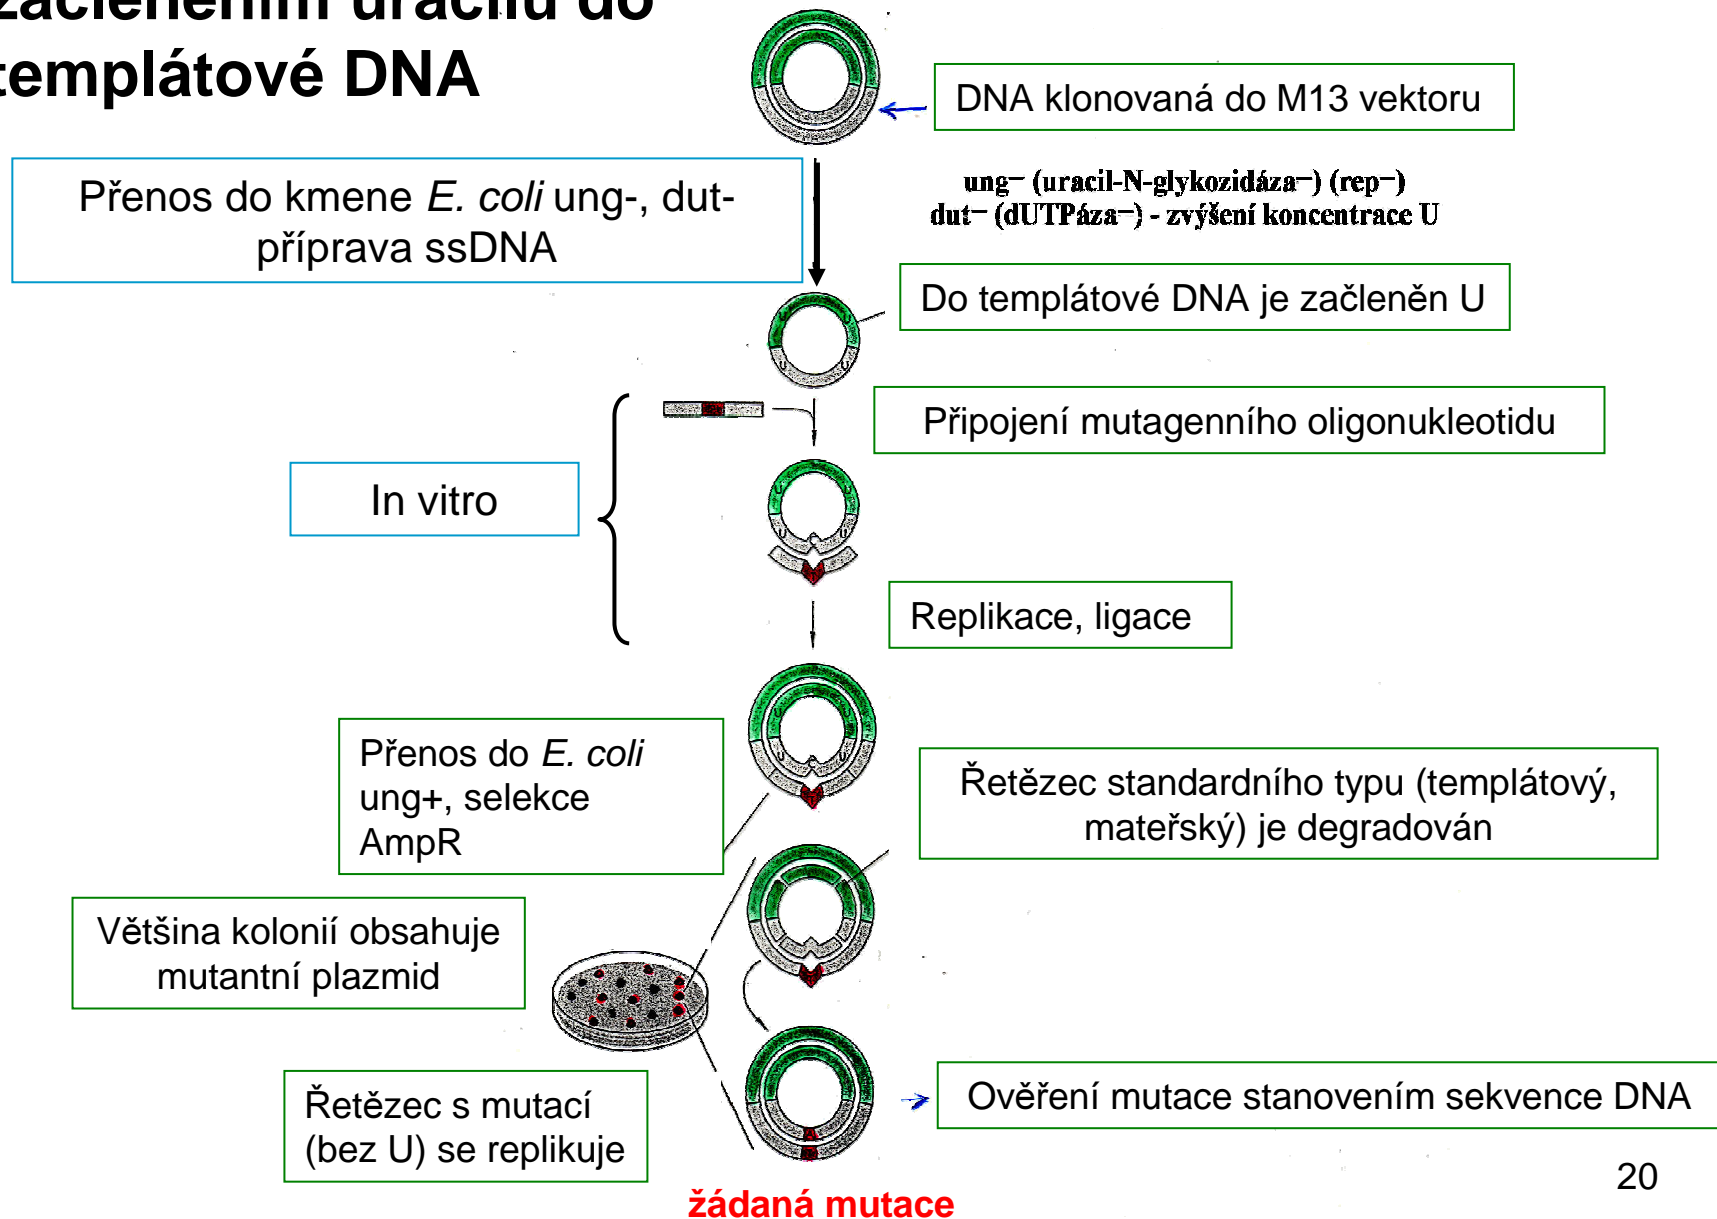 začleněním uracilu do
templátové DNA
DNA klonovaná do M13 vektoru
Přenos do kmene E. coli ung-, dut-
příprava ssDNA
ung– (uracil-N-glykozidáza–) (rep–)
dut– (dUTPáza–) - zvýšení koncentrace U
Do templátové DNA je začleněn U
U U
U U
Připojení mutagenního oligonukleotidu
In vitro
U U
U U
Replikace, ligace
U U
U U
Přenos do E. coli
ung+, selekce
AmpR
Řetězec standardního typu (templátový,
mateřský) je degradován
Většina kolonií obsahuje
mutantní plazmid
Řetězec s mutací
(bez U) se replikuje
Ověření mutace stanovením sekvence DNA
žádaná mutace
20